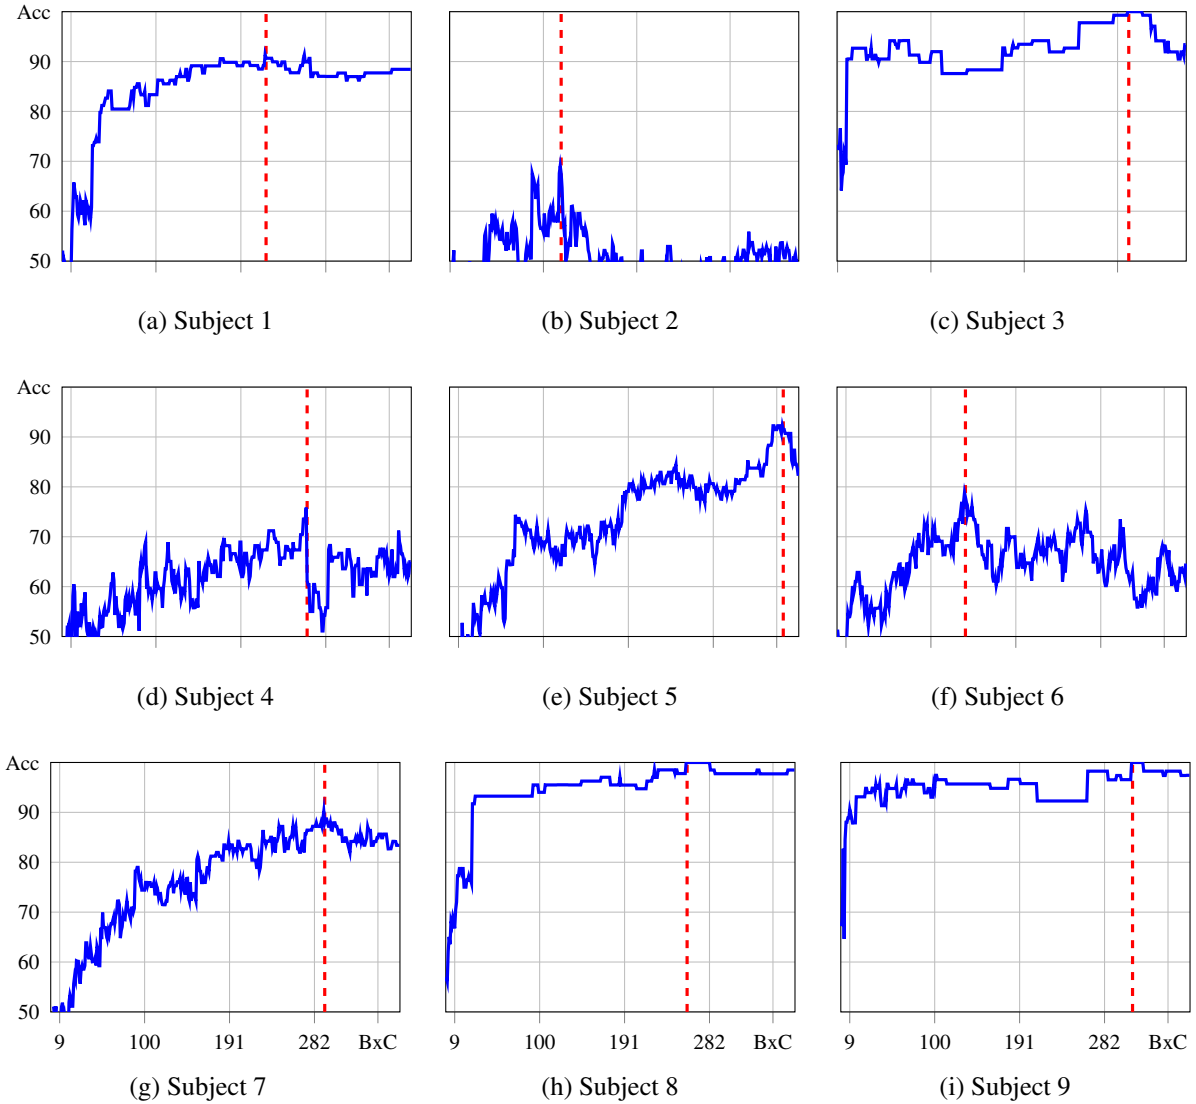 Acc
90
80
70
60
50
(a) Subject 1
(b) Subject 2
(c) Subject 3
Acc
90
80
70
60
50
(d) Subject 4
(e) Subject 5
(f) Subject 6
Acc
90
80
70
60
50
9 100 191 282 BxC
9 100 191 282 BxC
9 100 191 282 BxC
(g) Subject 7
(h) Subject 8
(i) Subject 9